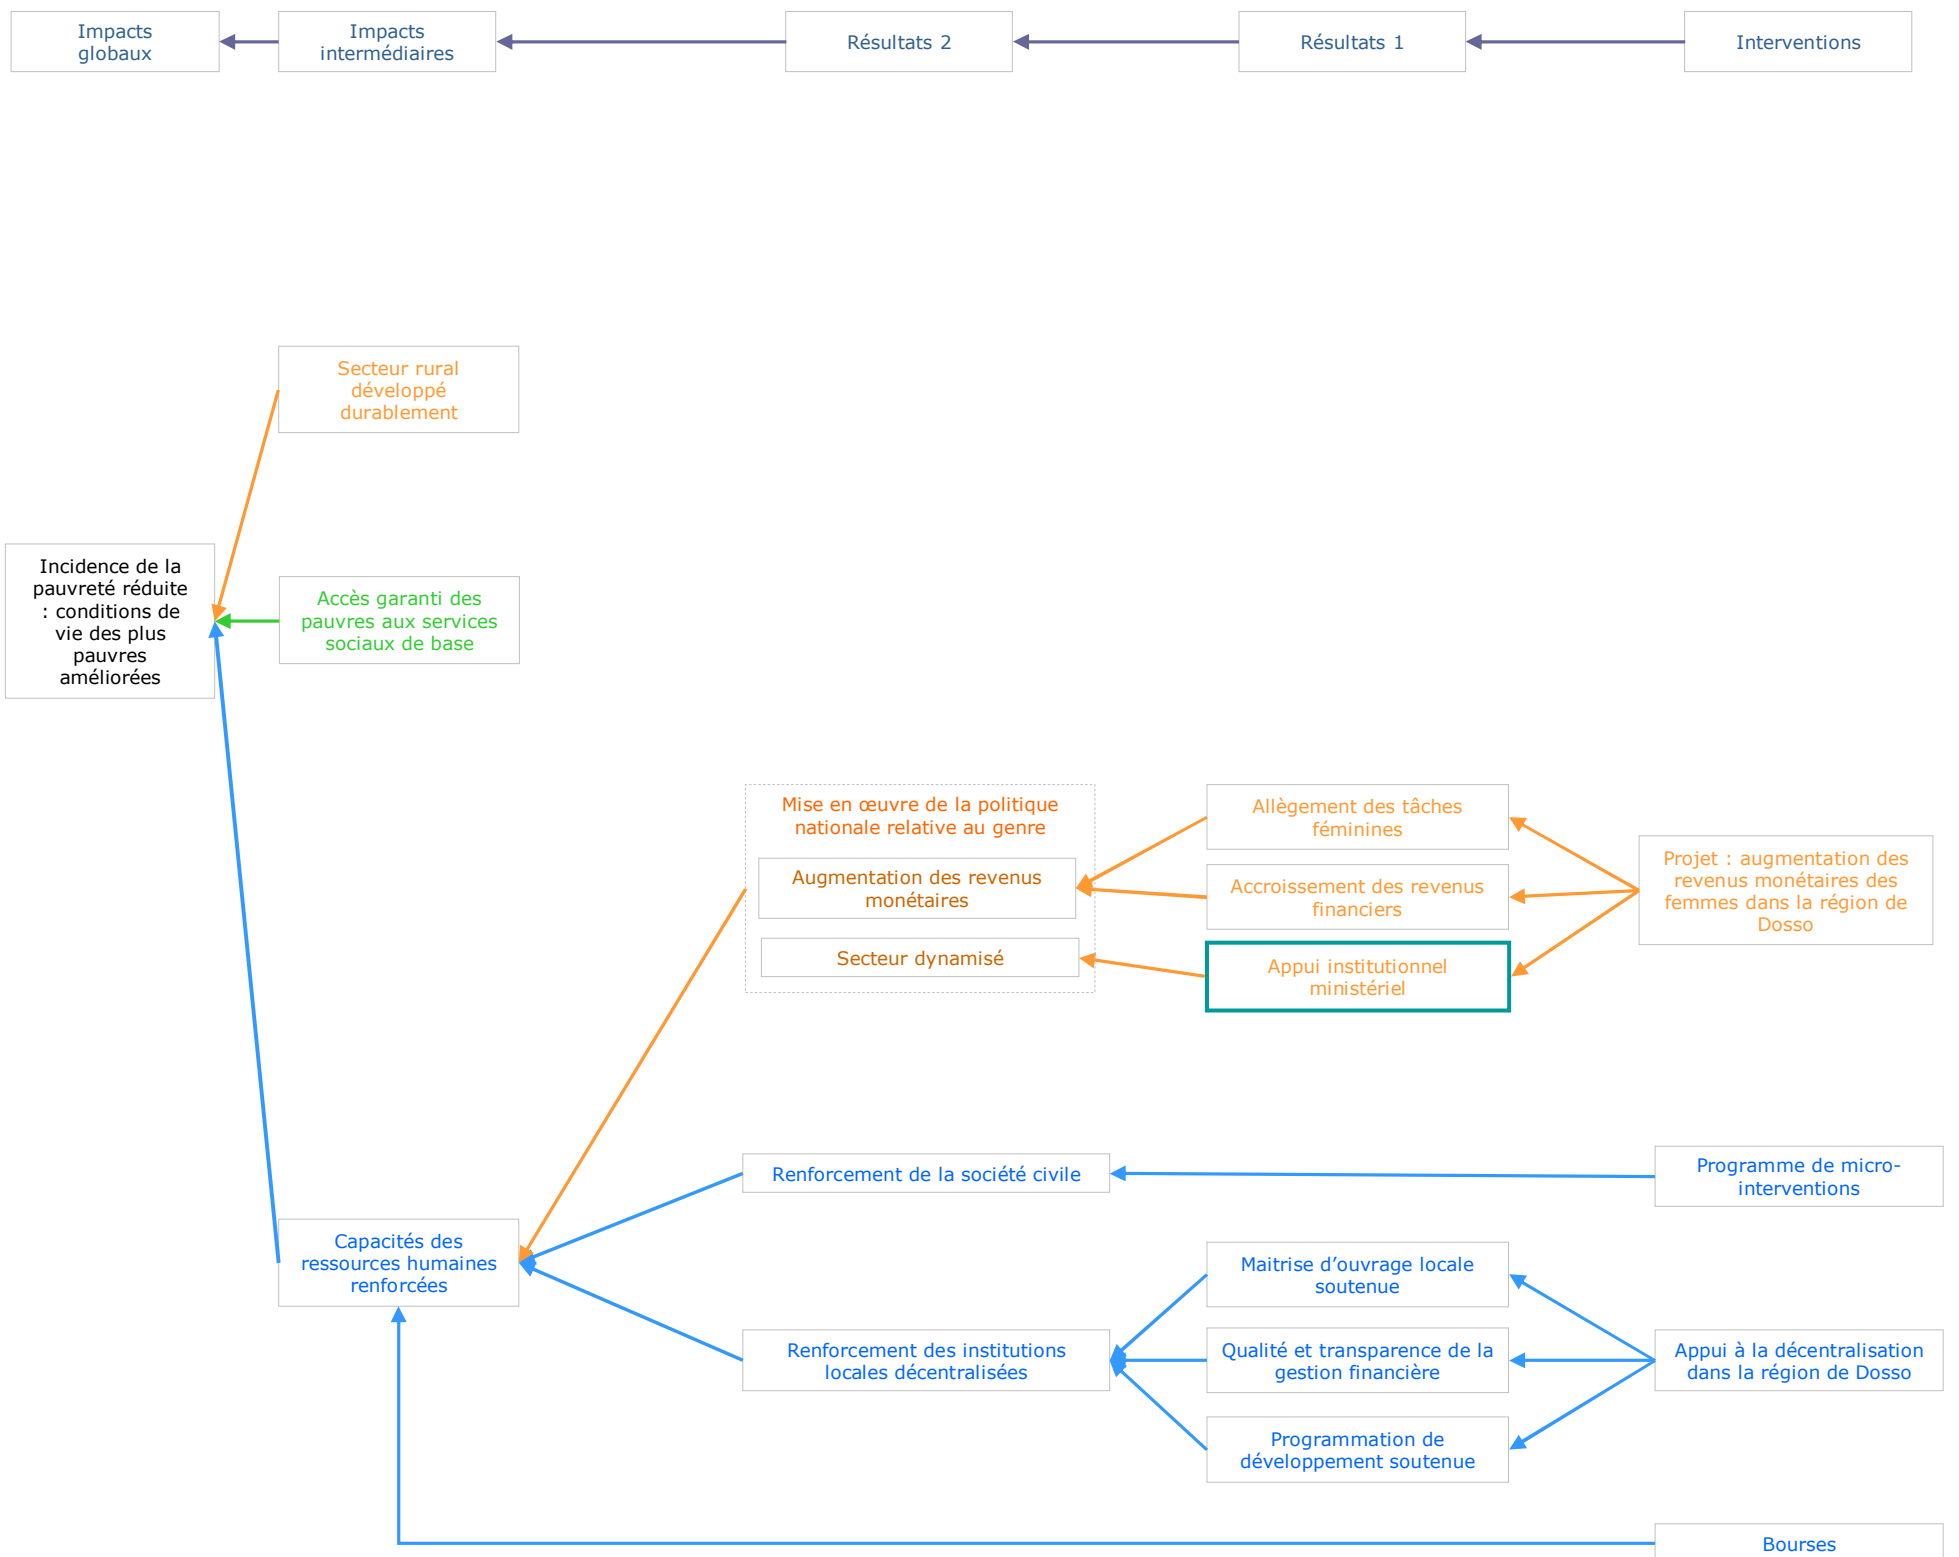 Impacts
globaux
Impacts
intermédiaires
Résultats 2
Résultats 1
Interventions
Secteur rural
développé
durablement
Incidence de la
pauvreté réduite
: conditions de
vie des plus
pauvres
améliorées
Accès garanti des
pauvres aux services
sociaux de base
Mise en œuvre de la politique
nationale relative au genre
Augmentation des revenus
monétaires
Secteur dynamisé
Allègement des tâches
féminines
Accroissement des revenus
financiers
Appui institutionnel
ministériel
Projet : augmentation des
revenus monétaires des
femmes dans la région de
Dosso
Renforcement de la société civile
Programme de micro-
interventions
Capacités des
ressources humaines
renforcées
Renforcement des institutions
locales décentralisées
Maitrise d’ouvrage locale
soutenue
Qualité et transparence de la
gestion financière
Programmation de
développement soutenue
Appui à la décentralisation
dans la région de Dosso
Bourses